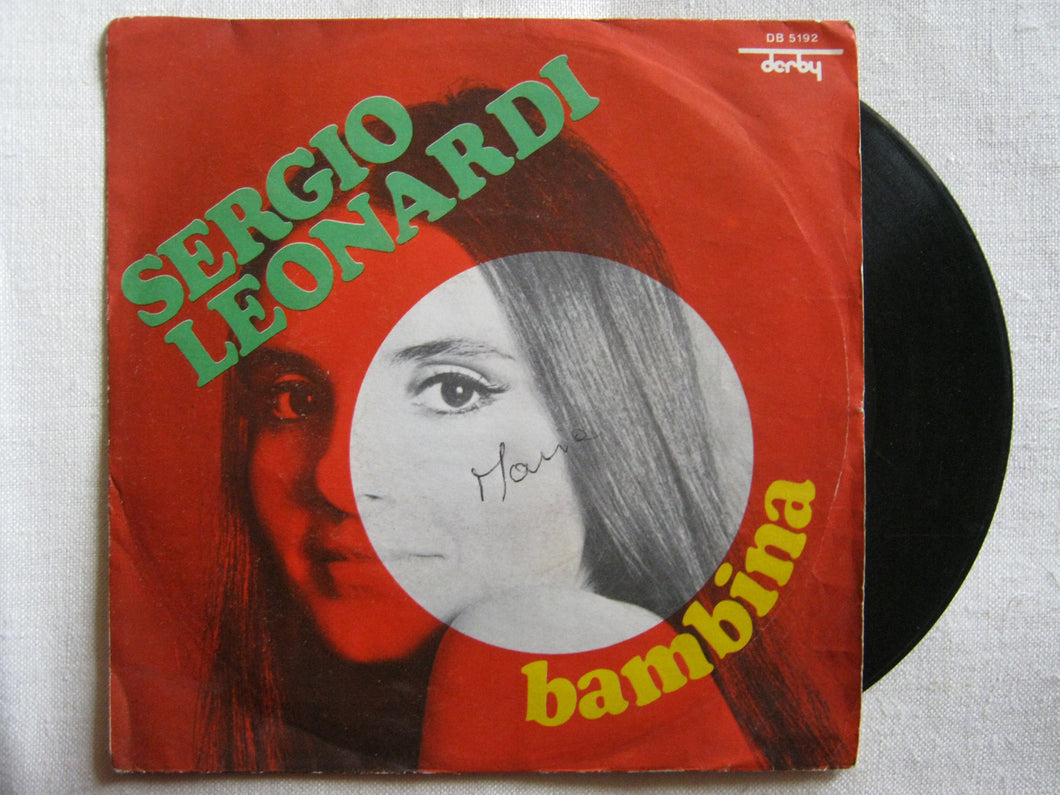 DB 5192
derby
SERGIO
LEONARDI
bambina